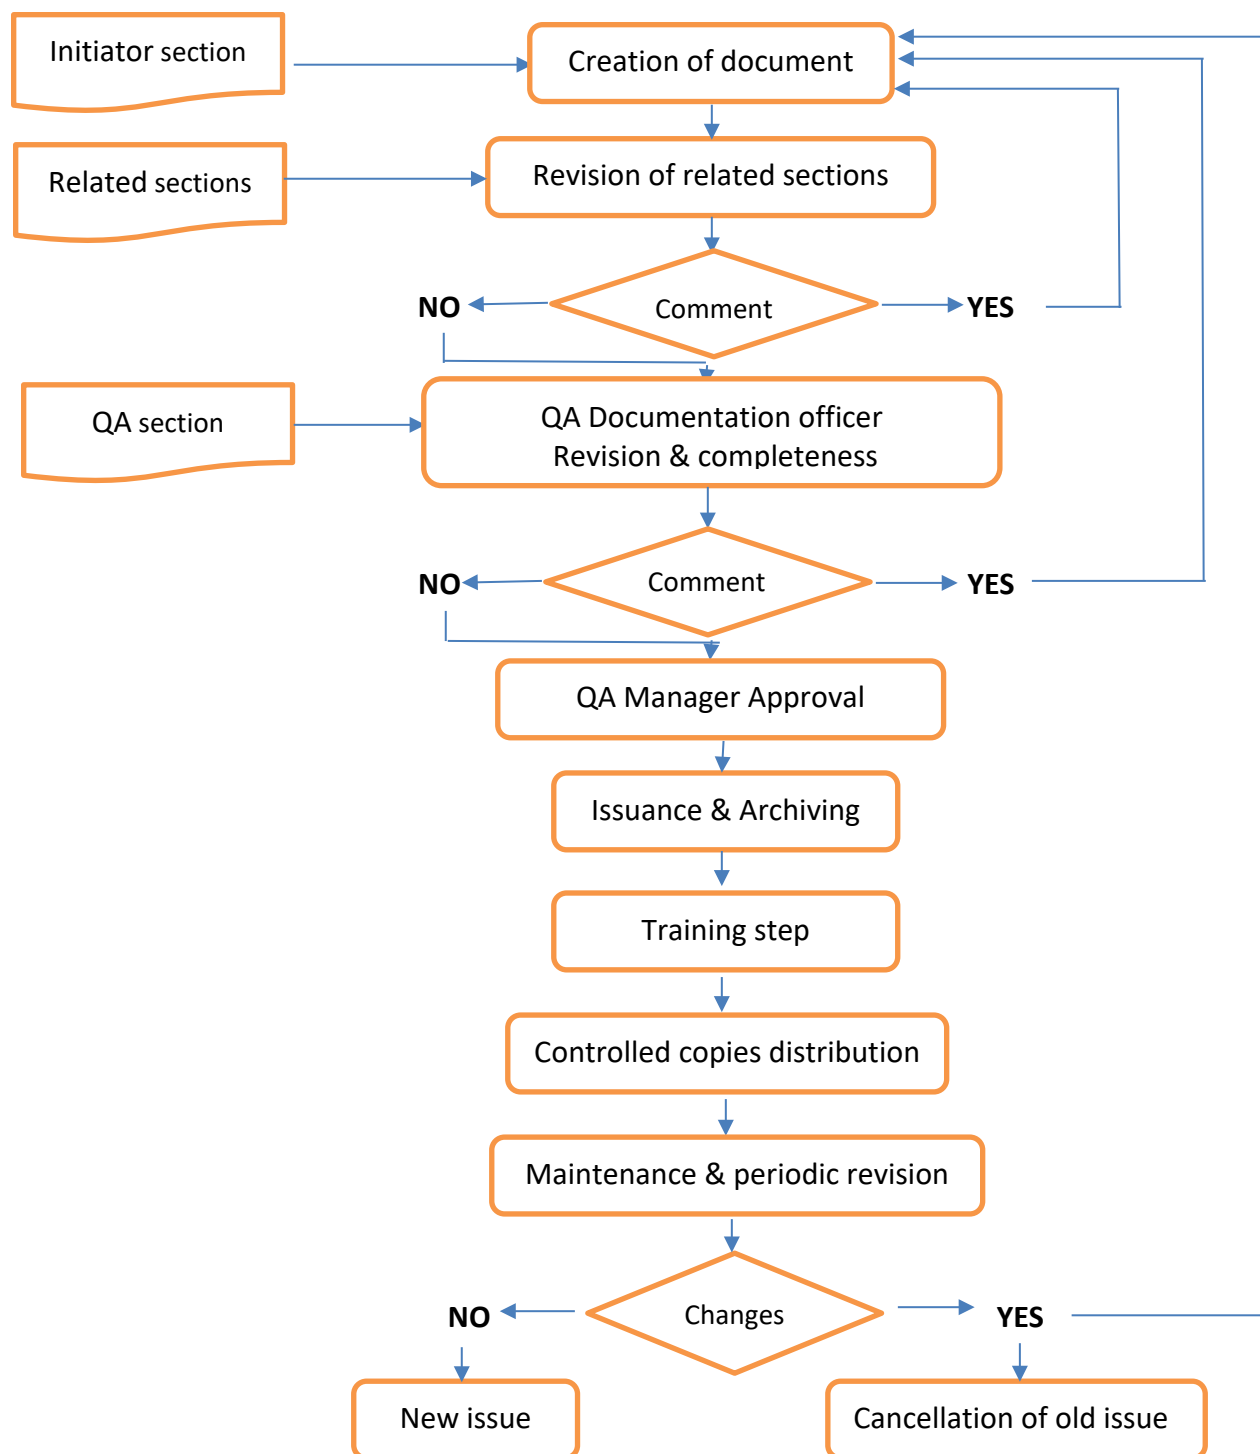 Initiator section
Creation of document
Related sections
Revision of related sections
NO
Comment
YES
QA section
QA Documentation officer
Revision & completeness
NO
Comment
YES
QA Manager Approval
Issuance & Archiving
Training step
Controlled copies distribution
Maintenance & periodic revision
NO
Changes
YES
New issue
Cancellation of old issue